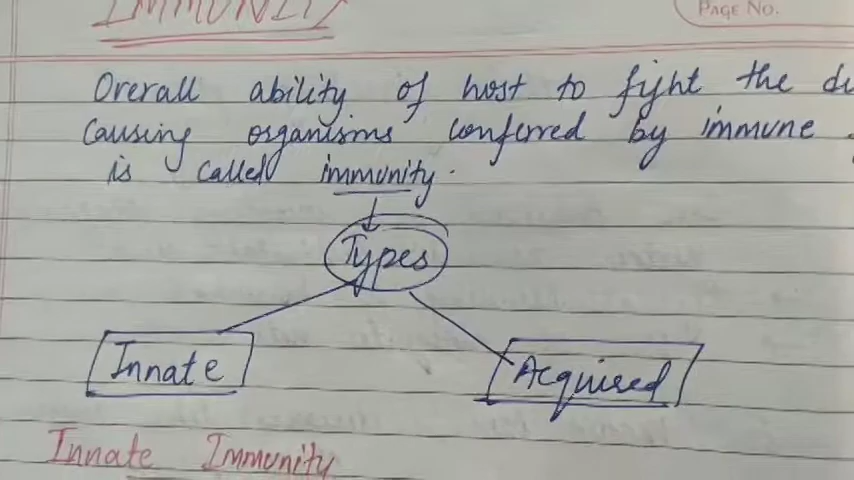 IMMUNITY
PAGE NO.
Overall ability of host to fight the
causing organisms conferred by immune
is called immunity.
Types
Innate
Acquired
Innate Immunity